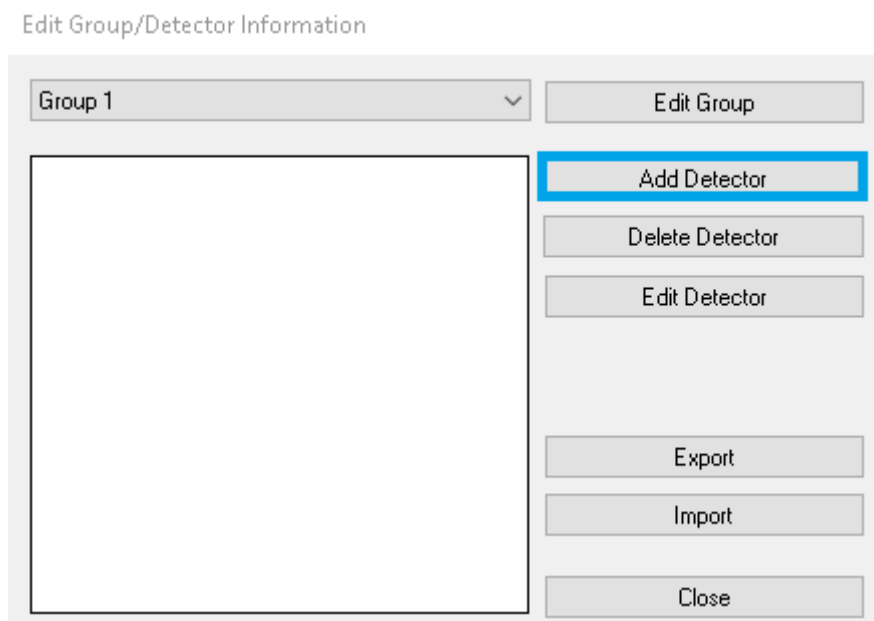 Edit Group/Detector Information
Group 1
Edit Group
Add Detector
Delete Detector
Edit Detector
Export
Import
Close